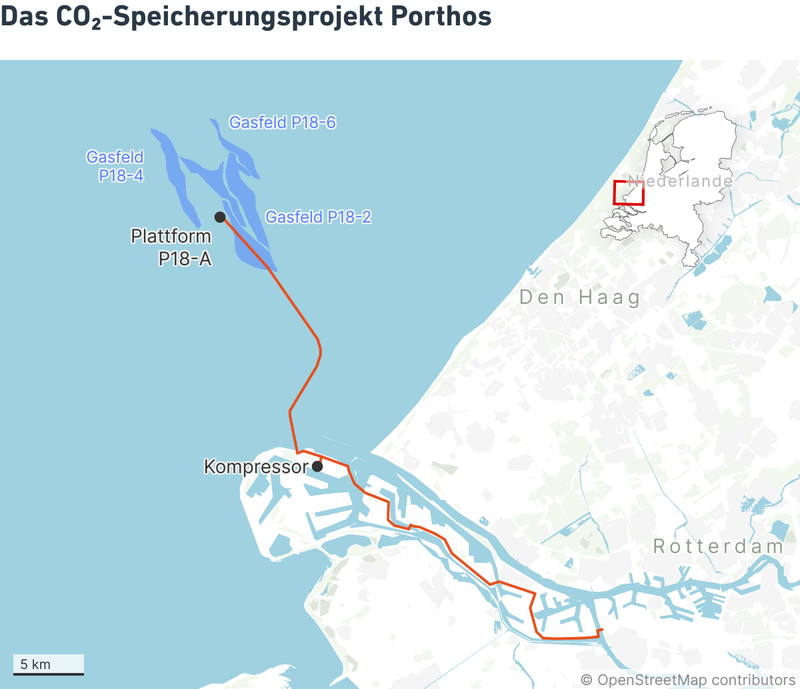 Das CO₂-Speicherungsprojekt Porthos
Gasfeld P18-6
Gasfeld
P18-4
Niederlande
Gasfeld P18-2
Plattform
P18-A
Den Haag
Kompressor
Rotterdam
5 km
© OpenStreetMap contributors